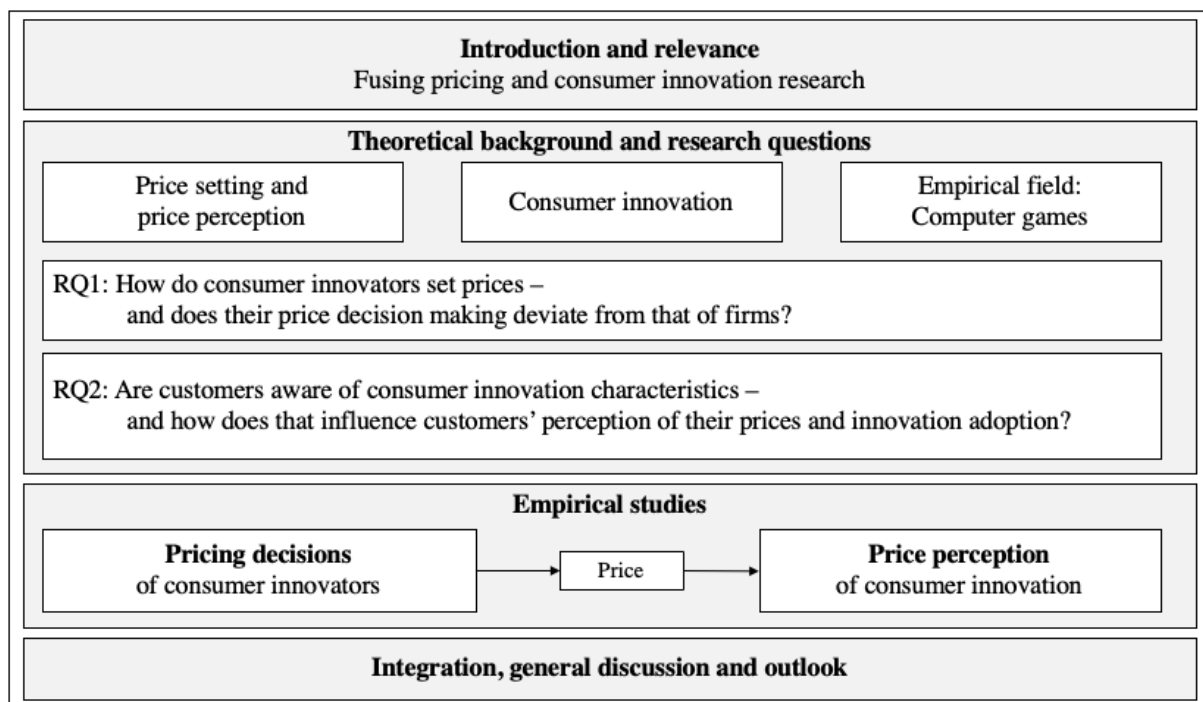 Introduction and relevance
Fusing pricing and consumer innovation research
Theoretical background and research questions
Price setting and
price perception
Consumer innovation
Empirical field:
Computer games
RQ1: How do consumer innovators set prices –
and does their price decision making deviate from that of firms?
RQ2: Are customers aware of consumer innovation characteristics –
and how does that influence customers’ perception of their prices and innovation adoption?
Empirical studies
Pricing decisions
of consumer innovators
Price
Price perception
of consumer innovation
Integration, general discussion and outlook